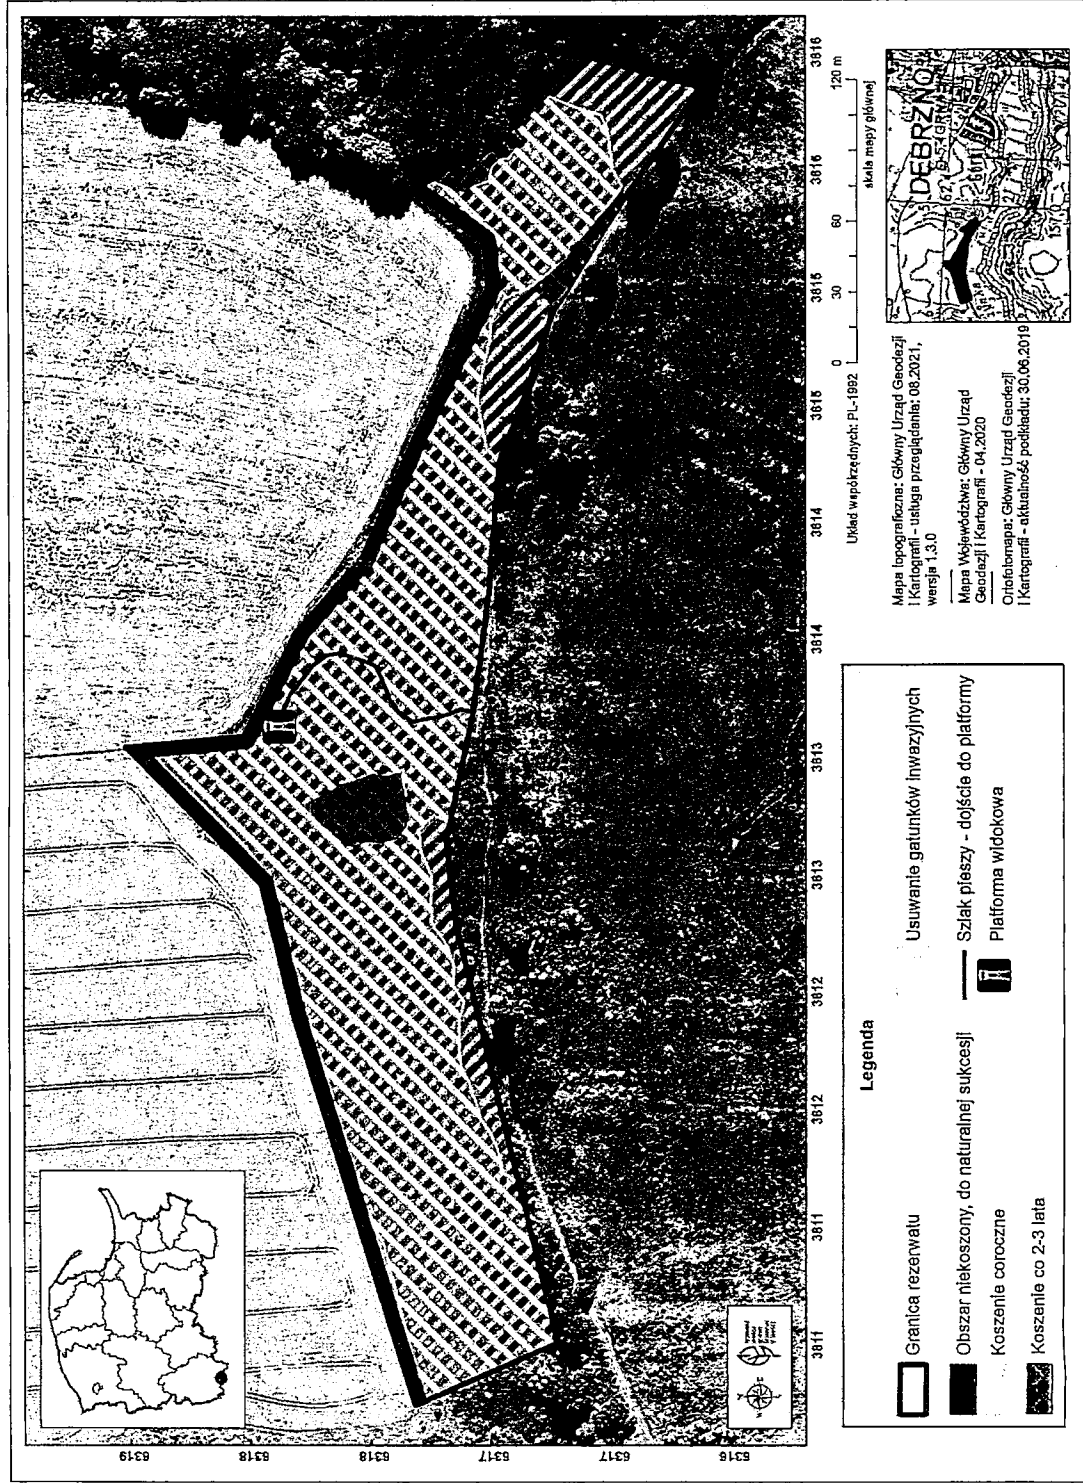 6319
6318
6318
6317
6317
6316
3811
3811
3812
3812
3813
3813
3814
3814
3815
3815
3816
3816
0 30 60 120 m
skala mapy głównej
Układ współrzędnych: PL-1992
Legenda
Granica rezerwatu
Obszar niekoszony, do naturalnej sukcesji
Koszenie coroczne
Koszenie co 2-3 lata
Usuwanie gatunków inwazyjnych
Szlak pieszy - dojście do platformy
Platforma widokowa
Mapa topograficzna: Główny Urząd Geodezji
i Kartografii - usługa przeglądania: 08.2021,
wersja 1.3.0
Mapa Województwa: Główny Urząd
Geodezji i Kartografii - 04.2020
Ortofotomapa: Główny Urząd Geodezji
i Kartografii - aktualność podkładu: 30.06.2019
DEBRZNO